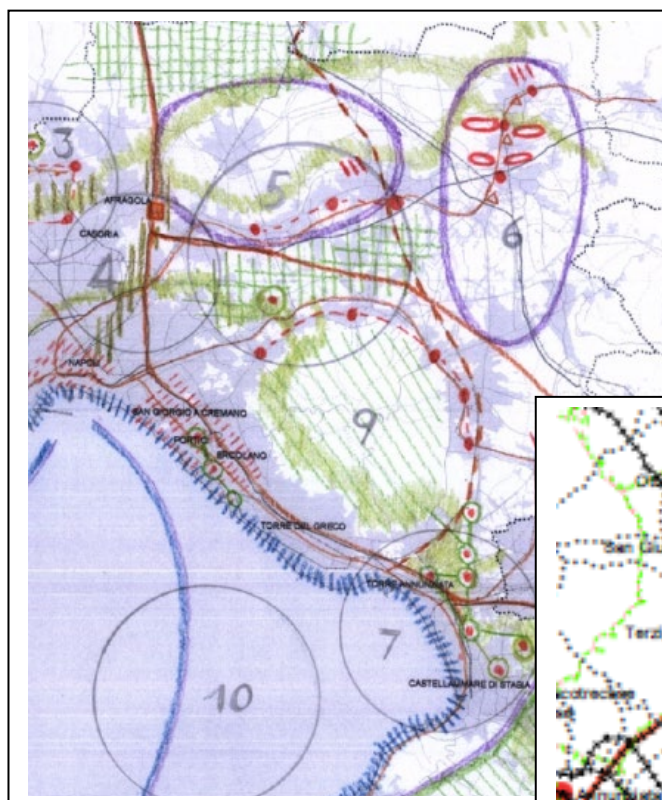 3
AFRAGOLA
5
CASORIA
6
4
NAPOLI
SAN GIORGIO A CREMANO
PORTICI
9
ERCOLANO
TORRE DEL GRECO
TORRE ANNUNZIATA
7
10
CASTELLAMMARE DI STABIA